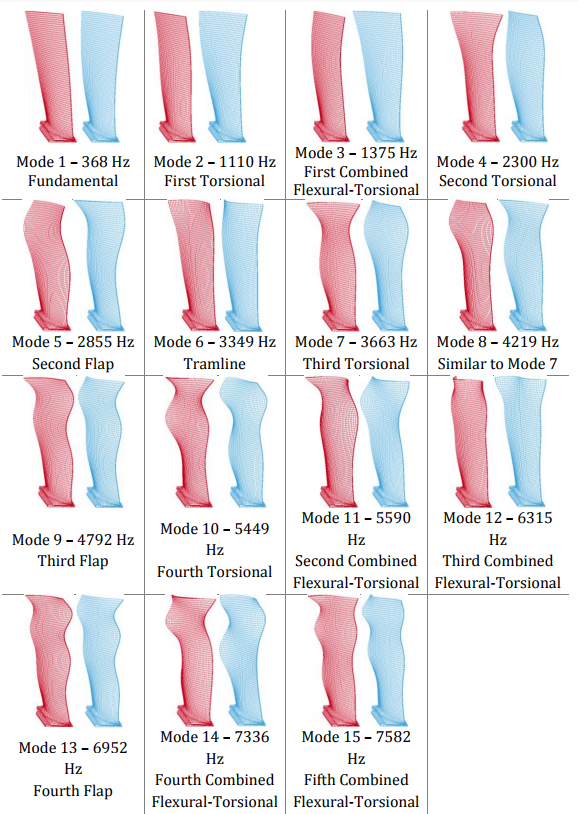 Mode 1 – 368 Hz
Fundamental
Mode 2 – 1110 Hz
First Torsional
Mode 3 – 1375 Hz
First Combined
Flexural-Torsional
Mode 4 – 2300 Hz
Second Torsional
Mode 5 – 2855 Hz
Second Flap
Mode 6 – 3349 Hz
Tramline
Mode 7 – 3663 Hz
Third Torsional
Mode 8 – 4219 Hz
Similar to Mode 7
Mode 9 – 4792 Hz
Third Flap
Mode 10 – 5449
Hz
Fourth Torsional
Mode 11 – 5590
Hz
Second Combined
Flexural-Torsional
Mode 12 – 6315
Hz
Third Combined
Flexural-Torsional
Mode 13 – 6952
Hz
Fourth Flap
Mode 14 – 7336
Hz
Fourth Combined
Flexural-Torsional
Mode 15 – 7582
Hz
Fifth Combined
Flexural-Torsional